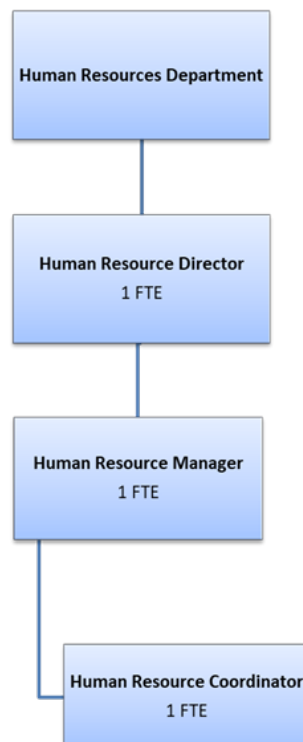 Human Resources Department
Human Resource Director
1 FTE
Human Resource Manager
1 FTE
Human Resource Coordinator
1 FTE